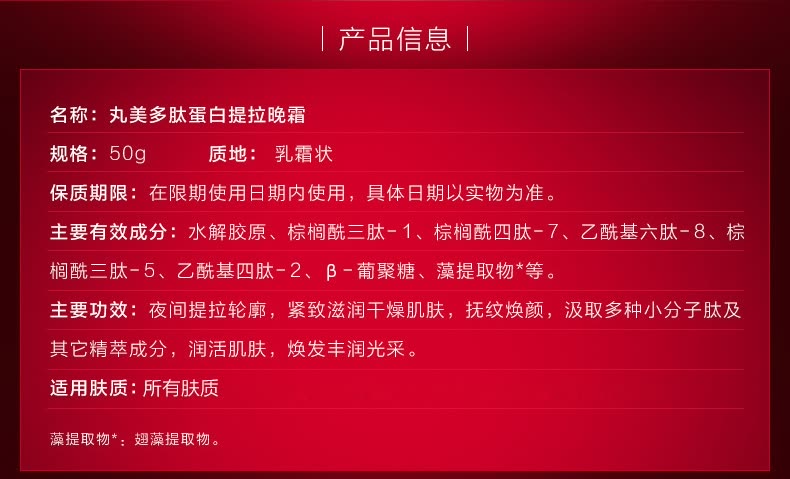 产品信息
名称：丸美多肽蛋白提拉晚霜
规格：50g 质地： 乳霜状
保质期限：在限期使用日期内使用，具体日期以实物为准。
主要有效成分：水解胶原、棕榈酰三肽-1、棕榈酰四肽-7、乙酰基六肽-8、棕
榈酰三肽-5、乙酰基四肽-2、β-葡聚糖、藻提取物*等。
主要功效：夜间提拉轮廓，紧致滋润干燥肌肤，抚纹焕颜，汲取多种小分子肽及
其它精萃成分，润活肌肤，焕发丰润光采。
适用肤质：所有肤质
藻提取物*：翅藻提取物。